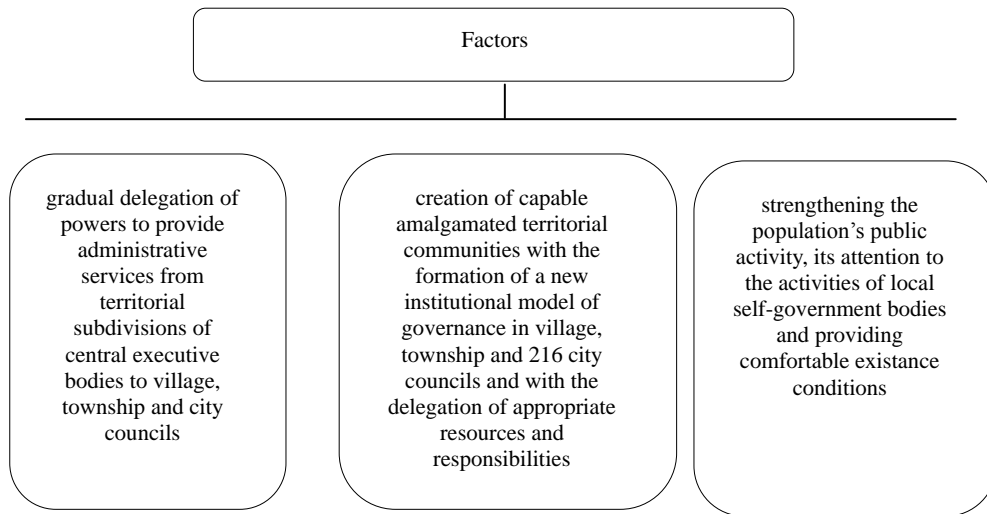 Factors
gradual delegation of
powers to provide
administrative
services from
territorial
subdivisions of
central executive
bodies to village,
township and city
councils
creation of capable
amalgamated territorial
communities with the
formation of a new
institutional model of
governance in village,
township and 216 city
councils and with the
delegation of appropriate
resources and
responsibilities
strengthening the
population’s public
activity, its attention to
the activities of local
self-government bodies
and providing
comfortable existance
conditions